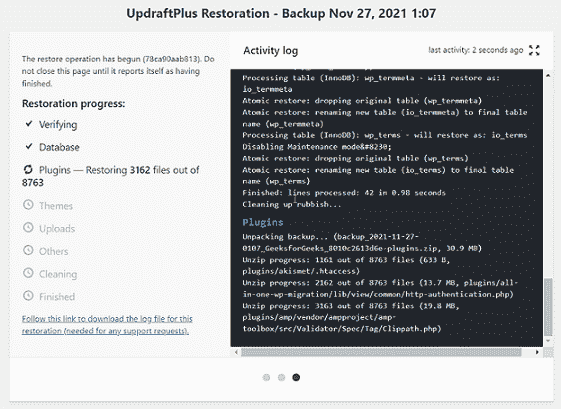 UpdraftPlus Restoration - Backup Nov 27, 2021 1:07
The restore operation has begun (78ca90aab813). Do
not close this page until it reports itself as having
finished.
Restoration progress:
Verifying
Database
Plugins — Restoring 3162 files out of
8763
Themes
Uploads
Others
Cleaning
Finished
Follow this link to download the log file for this
restoration (needed for any support requests).
Activity log
last activity: 2 seconds ago
Processing table (InnoDB): wp_termmeta - will restore as:
io_termmeta
Atomic restore: dropping original table (wp_termmeta)
Atomic restore: renaming new table (io_termmeta) to final table
name (wp_termmeta)
Processing table (InnoDB): wp_terms - will restore as: io_terms
Disabling Maintenance mode&#8230;
Atomic restore: dropping original table (wp_terms)
Atomic restore: renaming new table (io_terms) to final table
name (wp_terms)
Finished: lines processed: 42 in 0.98 seconds
Cleaning up rubbish...
Plugins
Unpacking backup... (backup_2021-11-27-
0107_GeeksforGeeks_8010c2613d6e-plugins.zip, 30.9 MB)
Unzip progress: 1161 out of 8763 files (633 B,
plugins/akismet/.htaccess)
Unzip progress: 2162 out of 8763 files (13.7 MB, plugins/all-
in-one-wp-migration/lib/view/common/http-authentication.php)
Unzip progress: 3163 out of 8763 files (19.8 MB,
plugins/amp/vendor/ampproject/amp-
toolbox/src/Validator/Spec/Tag/Clippath.php)